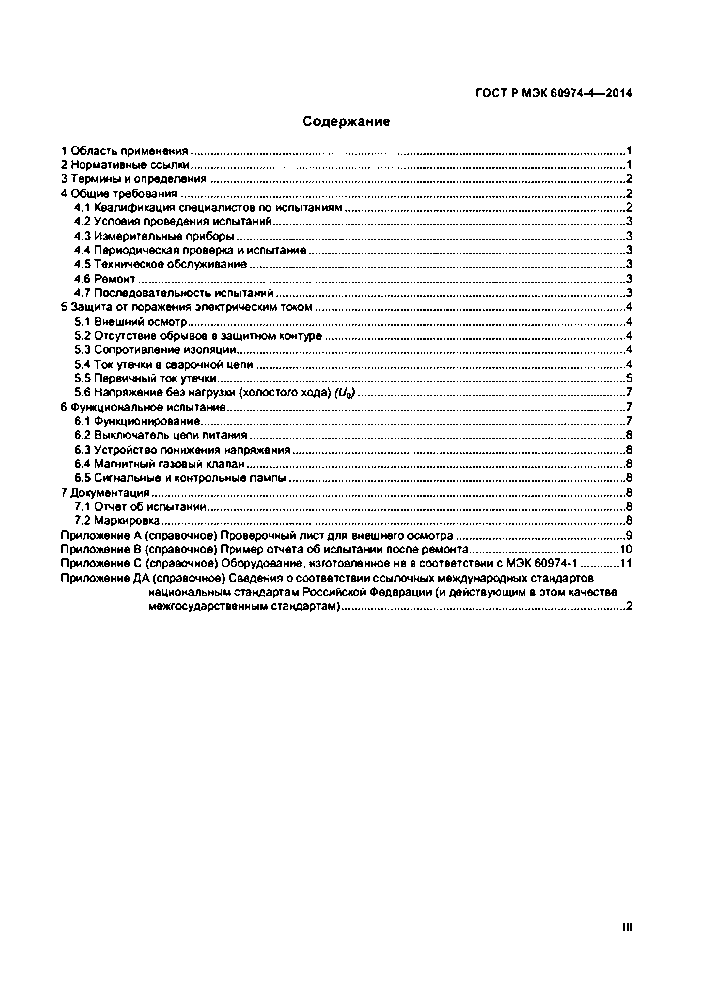 ГОСТ Р МЭК 60974-4—2014
Содержание
1 Область применения 1
2 Нормативные ссылки 1
3 Термины и определения 2
4 Общие требования 2
4.1 Квалификация специалистов по испытаниям 2
4.2 Условия проведения испытаний 3
4.3 Измерительные приборы 3
4.4 Периодическая проверка и испытание 3
4.5 Техническое обслуживание 3
4.6 Ремонт 3
4.7 Последовательность испытаний 3
5 Защита от поражения электрическим током 4
5.1 Внешний осмотр 4
5.2 Отсутствие обрывов в защитном контуре 4
5.3 Сопротивление изоляции 4
5.4 Ток утечки в сварочной цепи 4
5.5 Первичный ток утечки 5
5.6 Напряжение без нагрузки (холостого хода) (U₀) 7
6 Функциональное испытание 7
6.1 Функционирование 7
6.2 Выключатель цепи питания 8
6.3 Устройство понижения напряжения 8
6.4 Магнитный газовый клапан 8
6.5 Сигнальные и контрольные лампы 8
7 Документация 8
7.1 Отчет об испытании 8
7.2 Маркировка 8
Приложение А (справочное) Проверочный лист для внешнего осмотра 9
Приложение В (справочное) Пример отчета об испытании после ремонта 10
Приложение С (справочное) Оборудование, изготовленное не в соответствии с МЭК 60974-1 11
Приложение ДА (справочное) Сведения о соответствии ссылочных международных стандартов
национальным стандартам Российской Федерации (и действующим в этом качестве
межгосударственным стандартам) 2
III